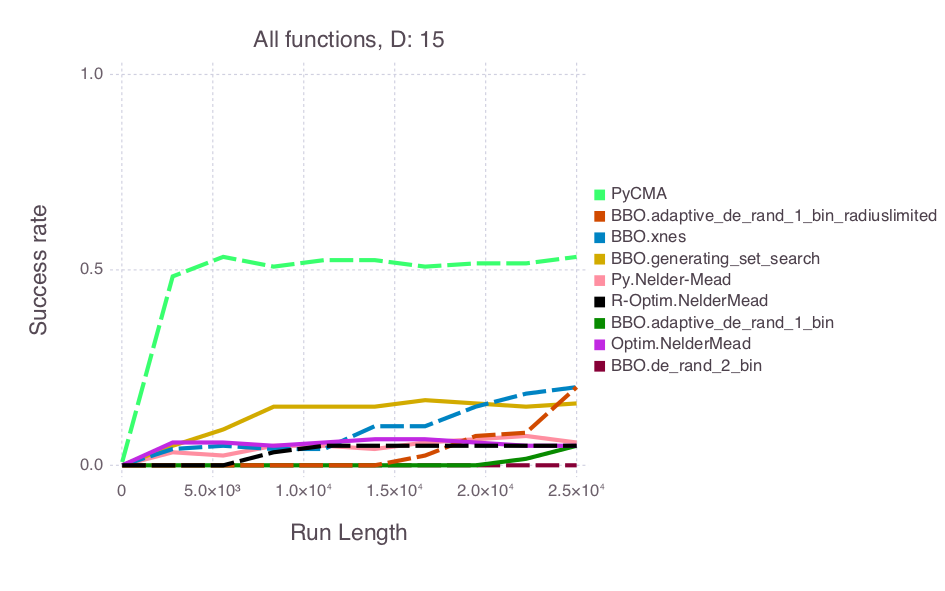 All functions, D: 15
Success rate
1.0
0.5
0.0
0
5.0×10³
1.0×10⁴
1.5×10⁴
2.0×10⁴
2.5×10⁴
Run Length
PyCMA
BBO.adaptive_de_rand_1_bin_radiuslimited
BBO.xnes
BBO.generating_set_search
Py.Nelder-Mead
R-Optim.NelderMead
BBO.adaptive_de_rand_1_bin
Optim.NelderMead
BBO.de_rand_2_bin